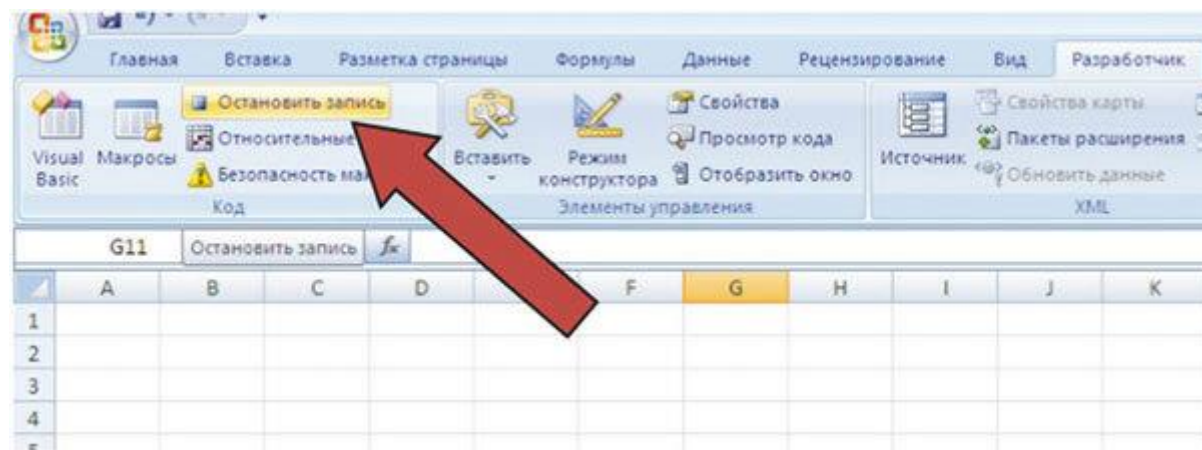 Главная Вставка Разметка страницы Формулы Данные Рецензирование Вид Разработчик
Visual Basic
Макросы
Остановить запись
Относительные
Безопасность
Код
Вставить
Режим конструктора
Свойства
Просмотр кода
Отобразить окно
Элементы управления
Источник
Свойства карты
Пакеты расширения
Обновить данные
XML
G11 Остановить запись fx
A B C D F G H I J K
1
2
3
4